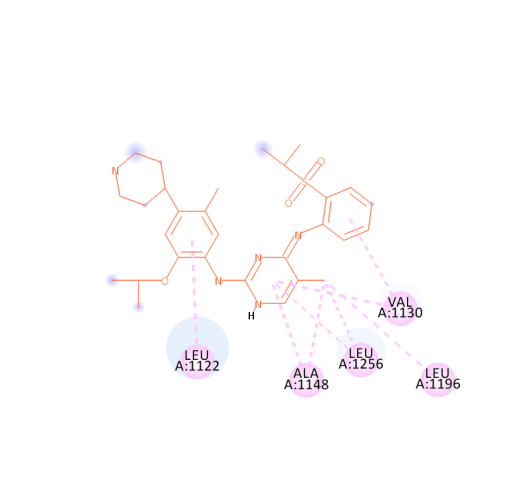 N
O
S
O
N
N
O
N
N
H
VAL
A:1130
LEU
A:1122
LEU
A:1256
ALA
A:1148
LEU
A:1196